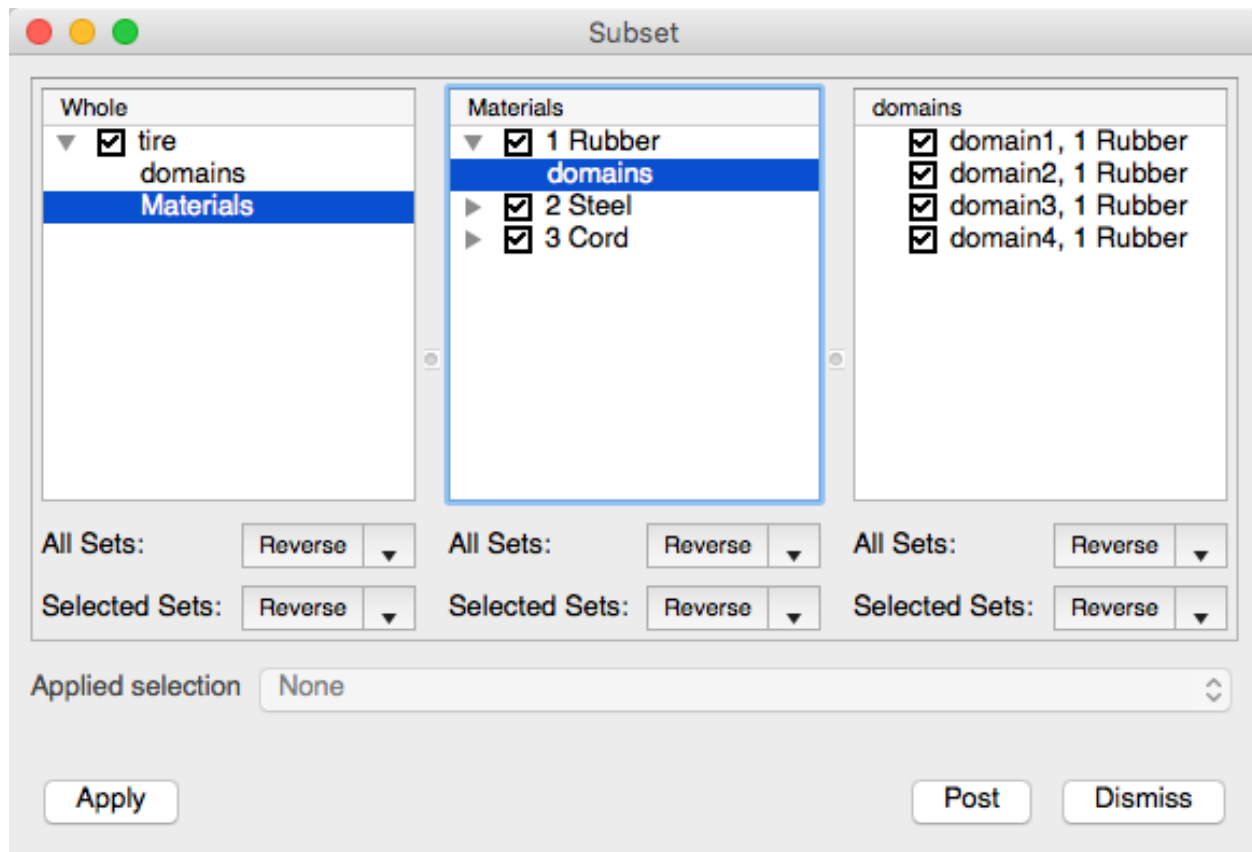 Subset
Whole
tire
domains
Materials
Materials
1 Rubber
domains
2 Steel
3 Cord
domains
domain1, 1 Rubber
domain2, 1 Rubber
domain3, 1 Rubber
domain4, 1 Rubber
All Sets: Reverse
All Sets: Reverse
All Sets: Reverse
Selected Sets: Reverse
Selected Sets: Reverse
Selected Sets: Reverse
Applied selection None
Apply Post Dismiss